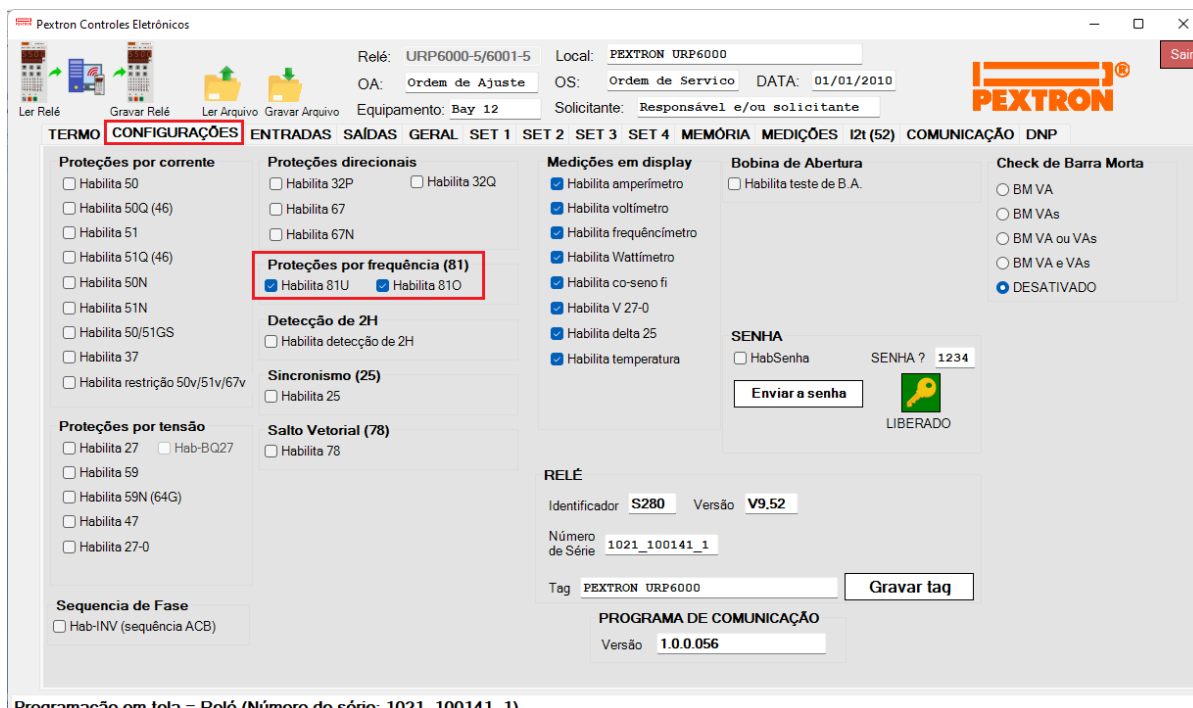 Pextron Controles Eletrônicos
Relé: URP6000-5/6001-5 Local: PEXTRON URP6000
Sair
OA: Ordem de Ajuste OS: Ordem de Servico DATA: 01/01/2010
Equipamento: Bay 12 Solicitante: Responsável e/ou solicitante
PEXTRON®
Ler Relé Gravar Relé Ler Arquivo Gravar Arquivo
TERMO CONFIGURAÇÕES ENTRADAS SAÍDAS GERAL SET 1 SET 2 SET 3 SET 4 MEMÓRIA MEDIÇÕES I2t (52) COMUNICAÇÃO DNP
Proteções por corrente
Habilita 50
Habilita 50Q (46)
Habilita 51
Habilita 51Q (46)
Habilita 50N
Habilita 51N
Habilita 50/51GS
Habilita 37
Habilita restrição 50v/51v/67v
Proteções por tensão
Habilita 27 Hab-BQ27
Habilita 59
Habilita 59N (64G)
Habilita 47
Habilita 27-0
Sequencia de Fase
Hab-INV (sequência ACB)
Proteções direcionais
Habilita 32P Habilita 32Q
Habilita 67
Habilita 67N
Proteções por frequência (81)
Habilita 81U Habilita 81O
Detecção de 2H
Habilita detecção de 2H
Sincronismo (25)
Habilita 25
Salto Vetorial (78)
Habilita 78
Medições em display
Habilita amperímetro
Habilita voltímetro
Habilita frequêncímetro
Habilita Wattímetro
Habilita co-seno fi
Habilita V 27-0
Habilita delta 25
Habilita temperatura
Bobina de Abertura
Habilita teste de B.A.
SENHA
HabSenha SENHA ? 1234
Enviar a senha
LIBERADO
Check de Barra Morta
BM VA
BM VAs
BM VA ou VAs
BM VA e VAs
DESATIVADO
RELÉ
Identificador S280 Versão V9,52
Número de Série 1021_100141_1
Tag PEXTRON URP6000 Gravar tag
PROGRAMA DE COMUNICAÇÃO
Versão 1.0.0.056
Programação em tela = Relé (Número de série: 1021_100141_1)